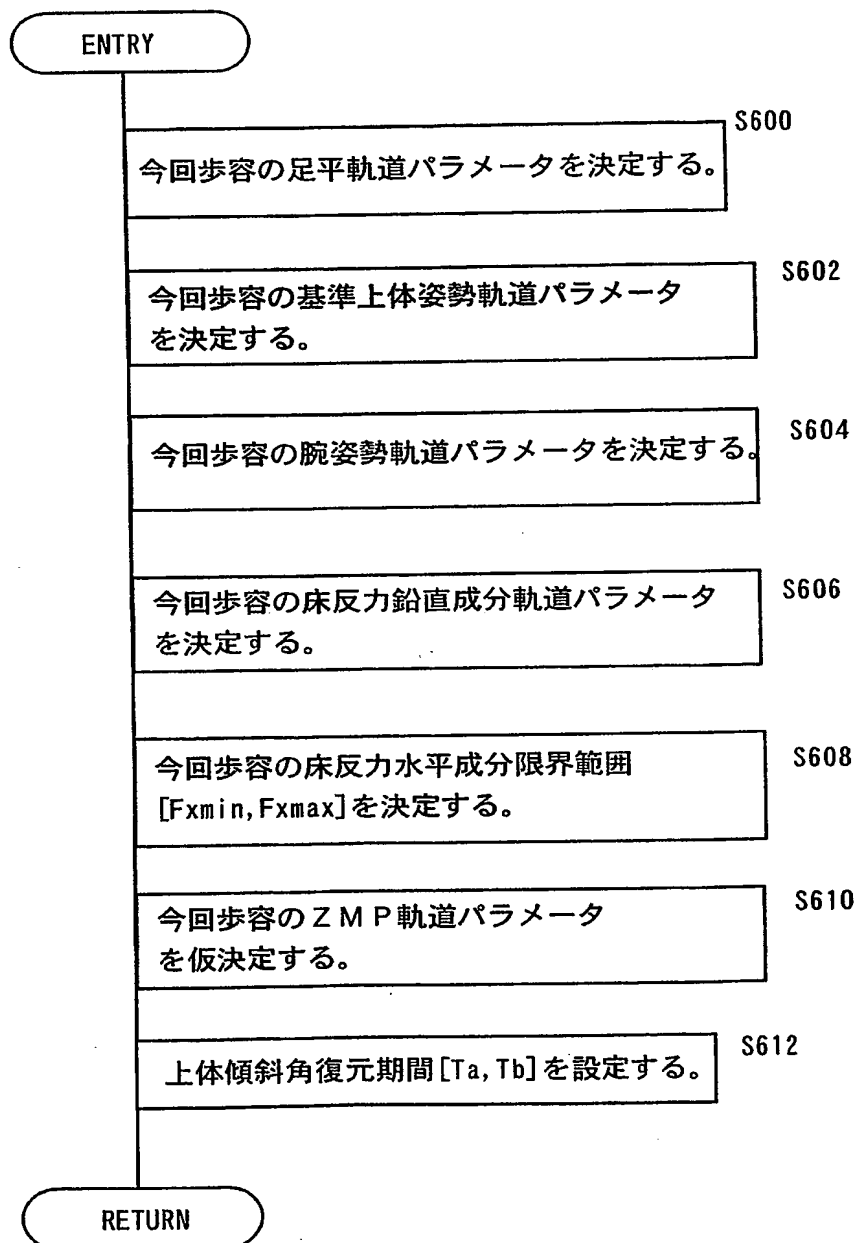 ENTRY
S600
今回歩容の足平軌道パラメータを決定する。
S602
今回歩容の基準上体姿勢軌道パラメータ
を決定する。
S604
今回歩容の腕姿勢軌道パラメータを決定する。
S606
今回歩容の床反力鉛直成分軌道パラメータ
を決定する。
S608
今回歩容の床反力水平成分限界範囲
[Fxmin,Fxmax]を決定する。
S610
今回歩容のZMP軌道パラメータ
を仮決定する。
S612
上体傾斜角復元期間[Ta,Tb]を設定する。
RETURN